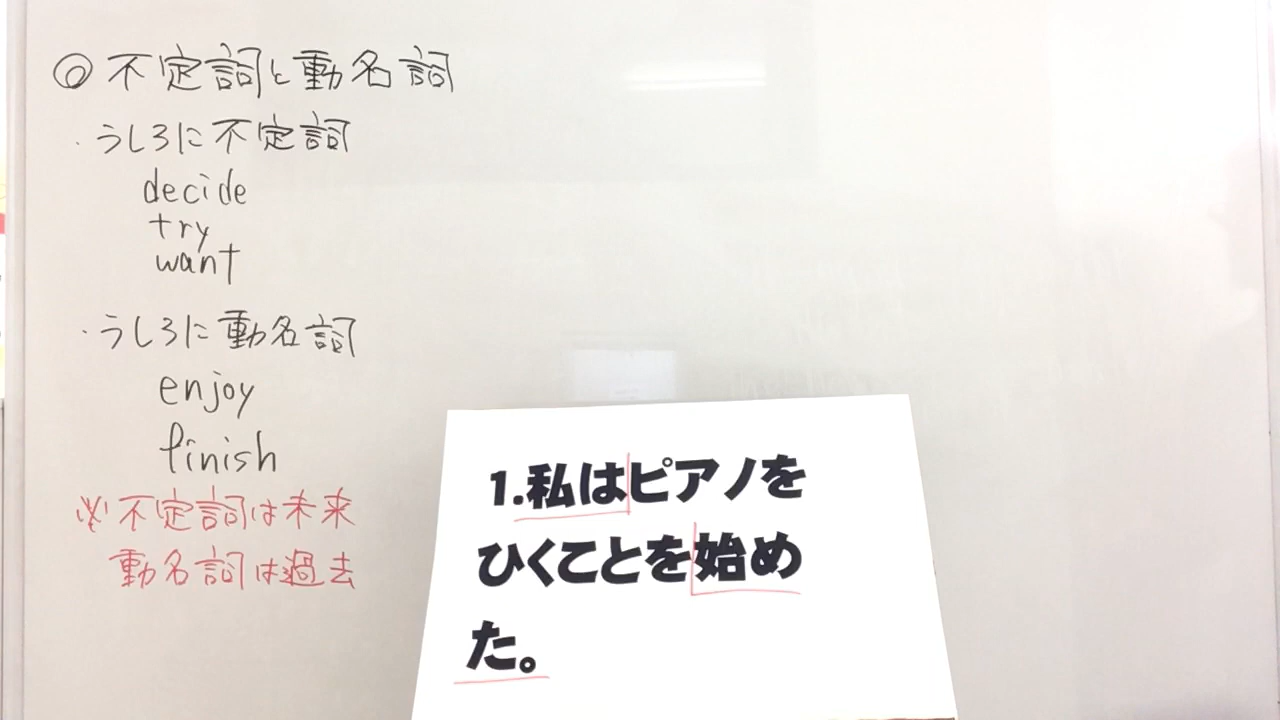 ◎ 不定詞と動名詞
・うしろに不定詞
decide
try
want
・うしろに動名詞
enjoy
finish
※不定詞は未来
動名詞は過去
1.私はピアノを
ひくことを始め
た。